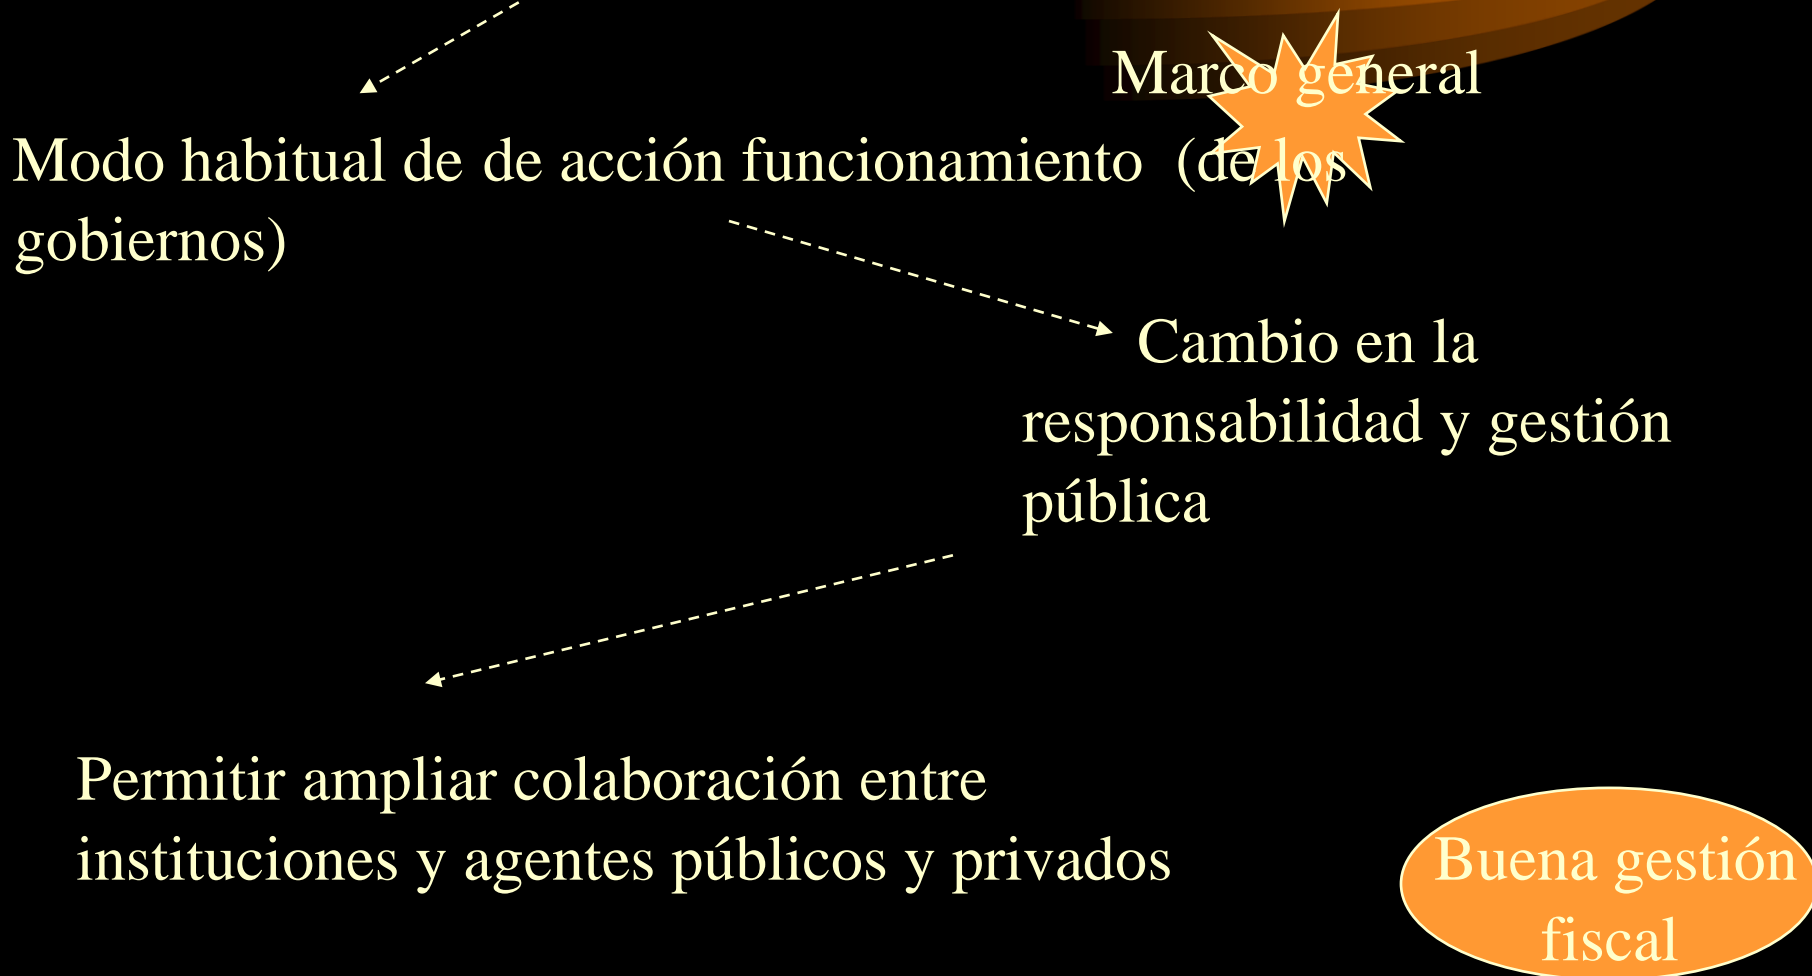 Marco general
Modo habitual de de acción funcionamiento (de los
gobiernos)
Cambio en la
responsabilidad y gestión
pública
Permitir ampliar colaboración entre
instituciones y agentes públicos y privados
Buena gestión
fiscal